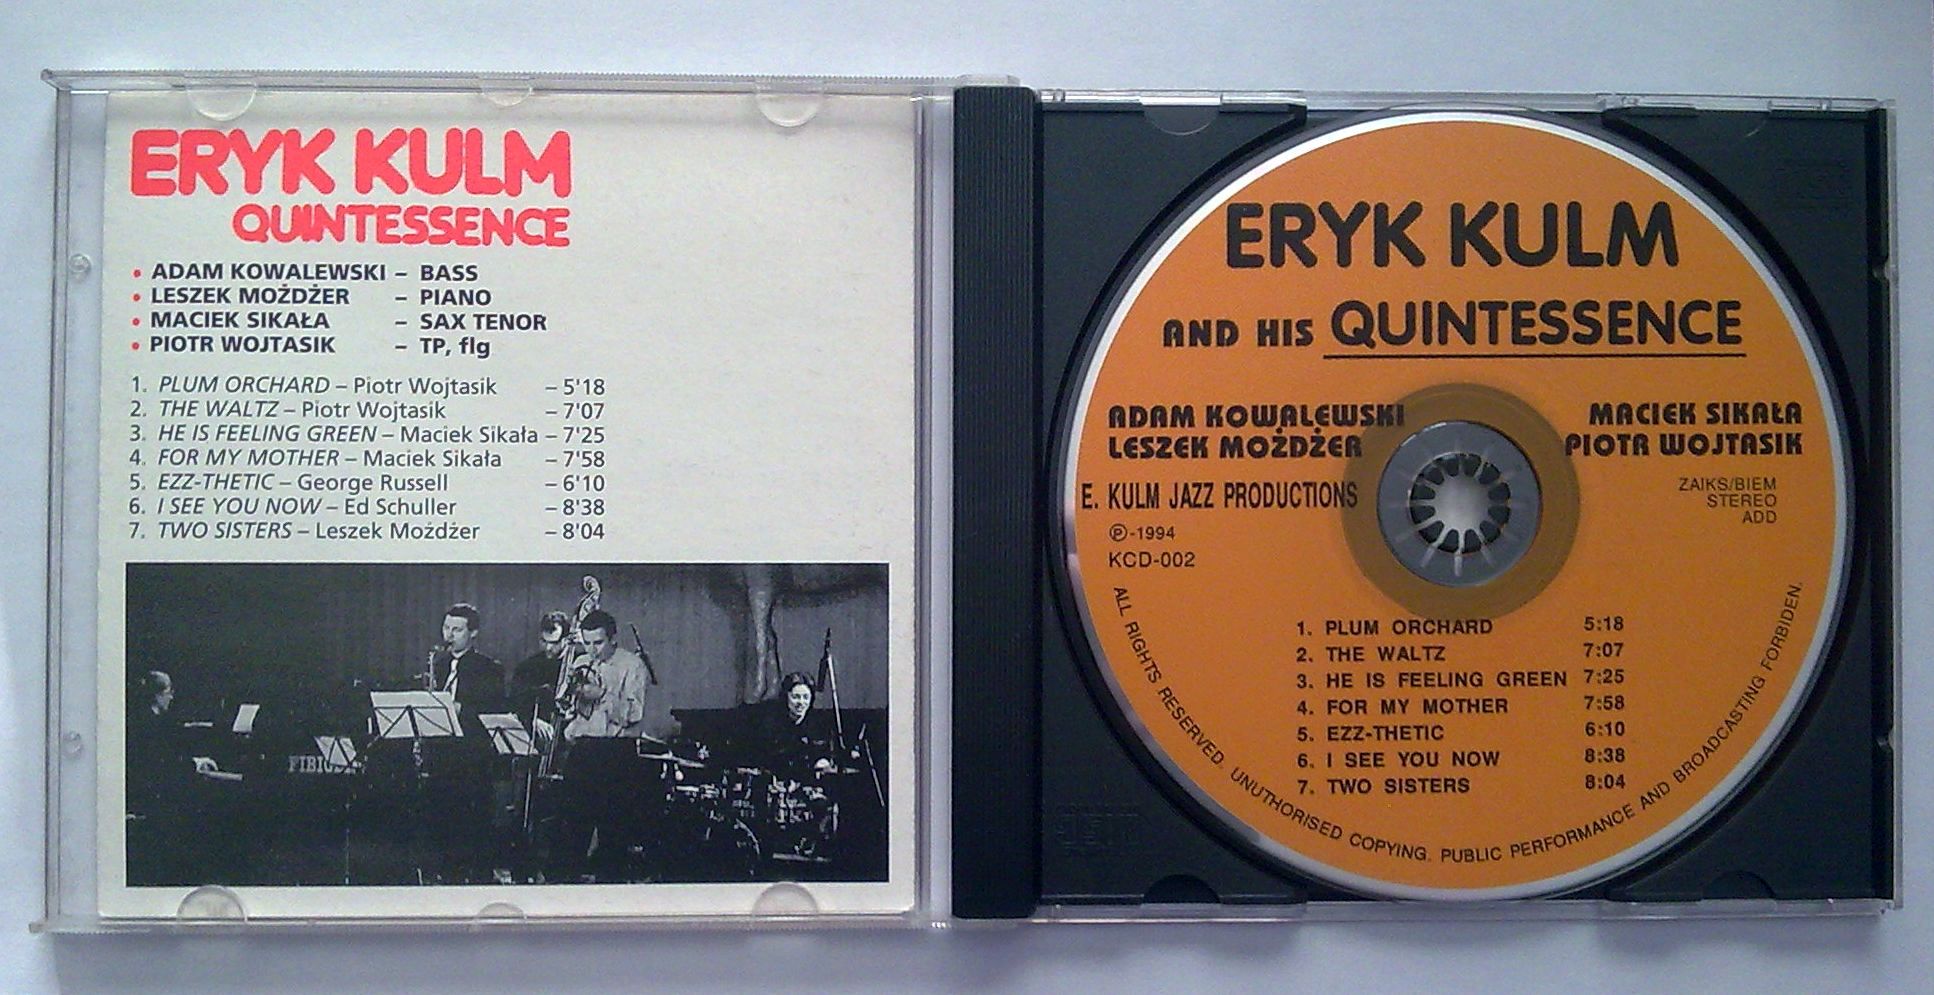 ERYK KULM
QUINTESSENCE
• ADAM KOWALEWSKI – BASS
• LESZEK MOŻDŻER – PIANO
• MACIEK SIKAŁA – SAX TENOR
• PIOTR WOJTASIK – TP, flg
1. PLUM ORCHARD – Piotr Wojtasik – 5'18
2. THE WALTZ – Piotr Wojtasik – 7'07
3. HE IS FEELING GREEN – Maciek Sikała – 7'25
4. FOR MY MOTHER – Maciek Sikała – 7'58
5. EZZ-THETIC – George Russell – 6'10
6. I SEE YOU NOW – Ed Schuller – 8'38
7. TWO SISTERS – Leszek Możdżer – 8'04
ERYK KULM
AND HIS QUINTESSENCE
ADAM KOWALEWSKI MACIEK SIKAŁA
LESZEK MOŻDŻER PIOTR WOJTASIK
E. KULM JAZZ PRODUCTIONS
ZAIKS/BIEM
STEREO
ADD
℗-1994
KCD-002
1. PLUM ORCHARD 5:18
2. THE WALTZ 7:07
3. HE IS FEELING GREEN 7:25
4. FOR MY MOTHER 7:58
5. EZZ-THETIC 6:10
6. I SEE YOU NOW 8:38
7. TWO SISTERS 8:04
ALL RIGHTS RESERVED. UNUTHORISED COPYING. PUBLIC PERFORMANCE AND BROADCASTING FORBIDEN.